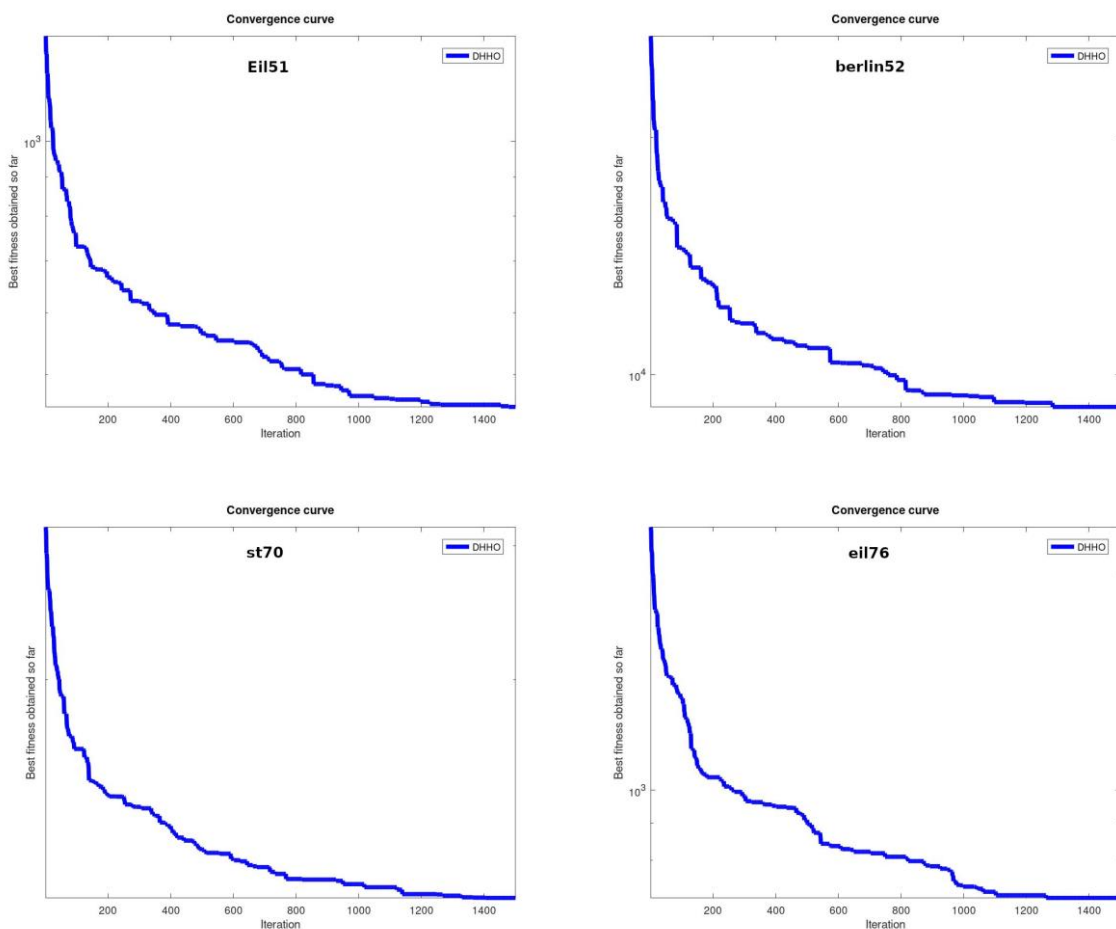 Convergence curve
DHHO
Eil51
10^3
Best fitness obtained so far
200 400 600 800 1000 1200 1400
Iteration
Convergence curve
DHHO
berlin52
10^4
Best fitness obtained so far
200 400 600 800 1000 1200 1400
Iteration
Convergence curve
DHHO
st70
Best fitness obtained so far
200 400 600 800 1000 1200 1400
Iteration
Convergence curve
DHHO
eil76
10^3
Best fitness obtained so far
200 400 600 800 1000 1200 1400
Iteration